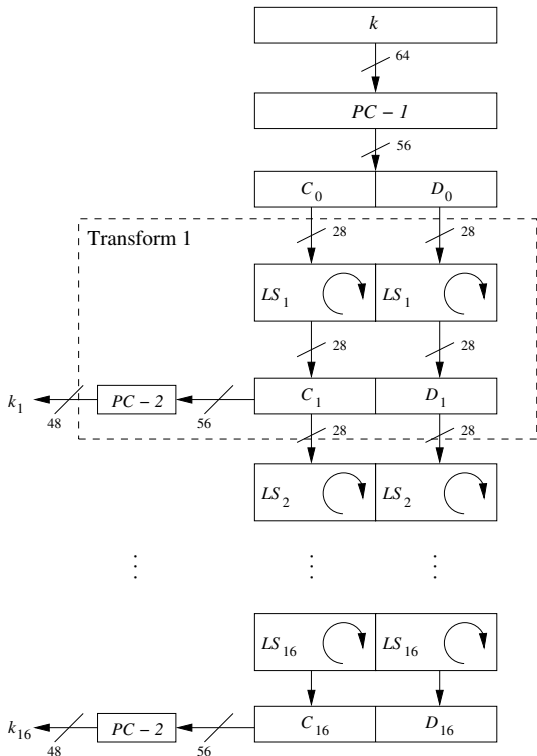 k
64
PC – 1
56
C0 D0
Transform 1
28 28
LS1 LS1
28 28
k1 48 PC – 2 56 C1 D1
28 28
LS2 LS2
⋮ ⋮ ⋮
LS16 LS16
k16 48 PC – 2 56 C16 D16